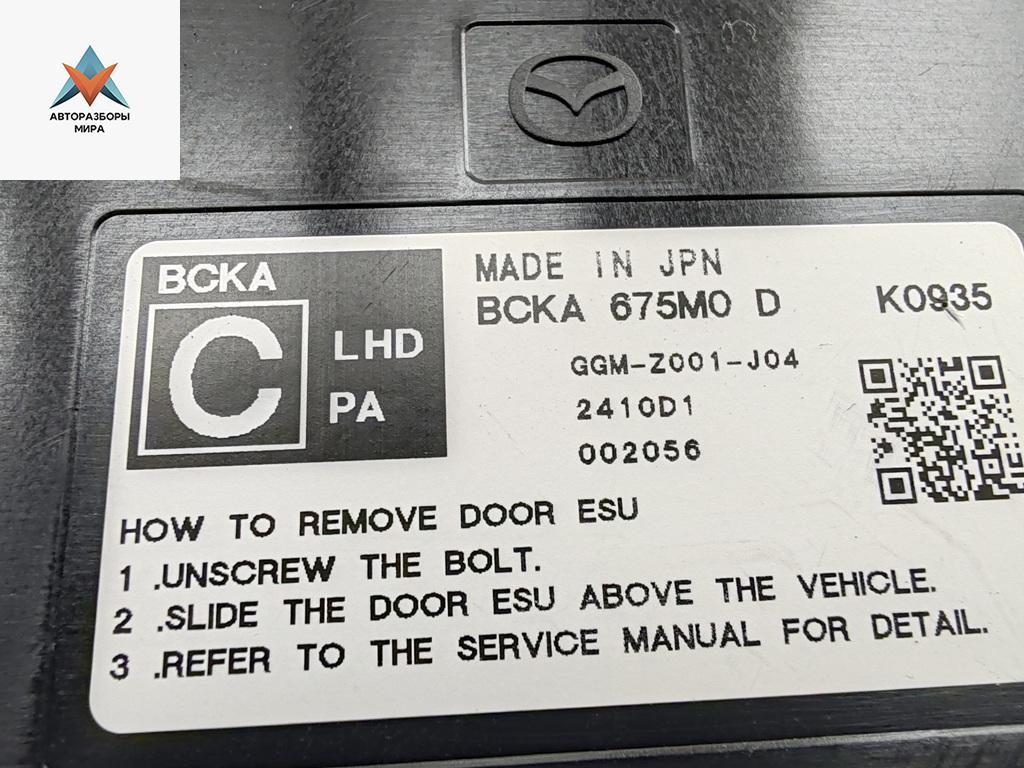 АВТОРАЗБОРЫ
МИРА
BCKA
C
LHD
PA
MADE IN JPN
BCKA 675M0 D
K0935
GGM-Z001-J04
2410D1
002056
HOW TO REMOVE DOOR ESU
1 .UNSCREW THE BOLT.
2 .SLIDE THE DOOR ESU ABOVE THE VEHICLE.
3 .REFER TO THE SERVICE MANUAL FOR DETAIL.